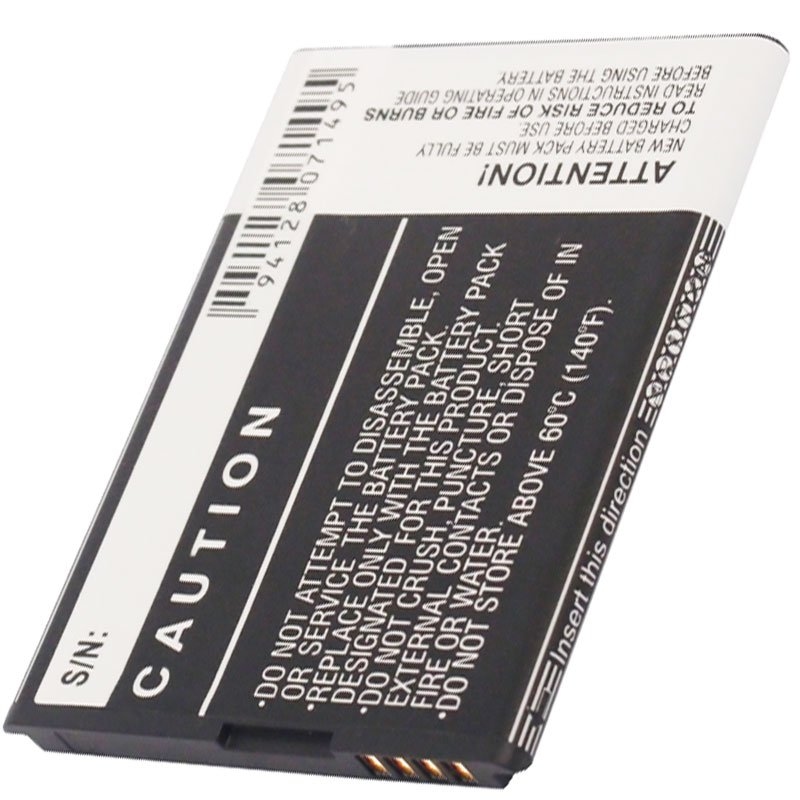 ATTENTION!
NEW BATTERY PACK MUST BE FULLY
CHARGED BEFORE USE.
TO REDUCE RISK OF FIRE OR BURNS
READ INSTRUCTIONS IN OPERATING GUIDE
BEFORE USING THE BATTERY.
94128071495
S/N:
CAUTION
·DO NOT ATTEMPT TO DISASSEMBLE, OPEN
OR SERVICE THE BATTERY PACK.
·REPLACE ONLY WITH THE BATTERY PACK
DESIGNATED FOR THIS PRODUCT.
·DO NOT CRUSH, PUNCTURE, SHORT
EXTERNAL CONTACTS OR DISPOSE OF IN
FIRE OR WATER.
·DO NOT STORE ABOVE 60°C (140°F).
Insert this direction